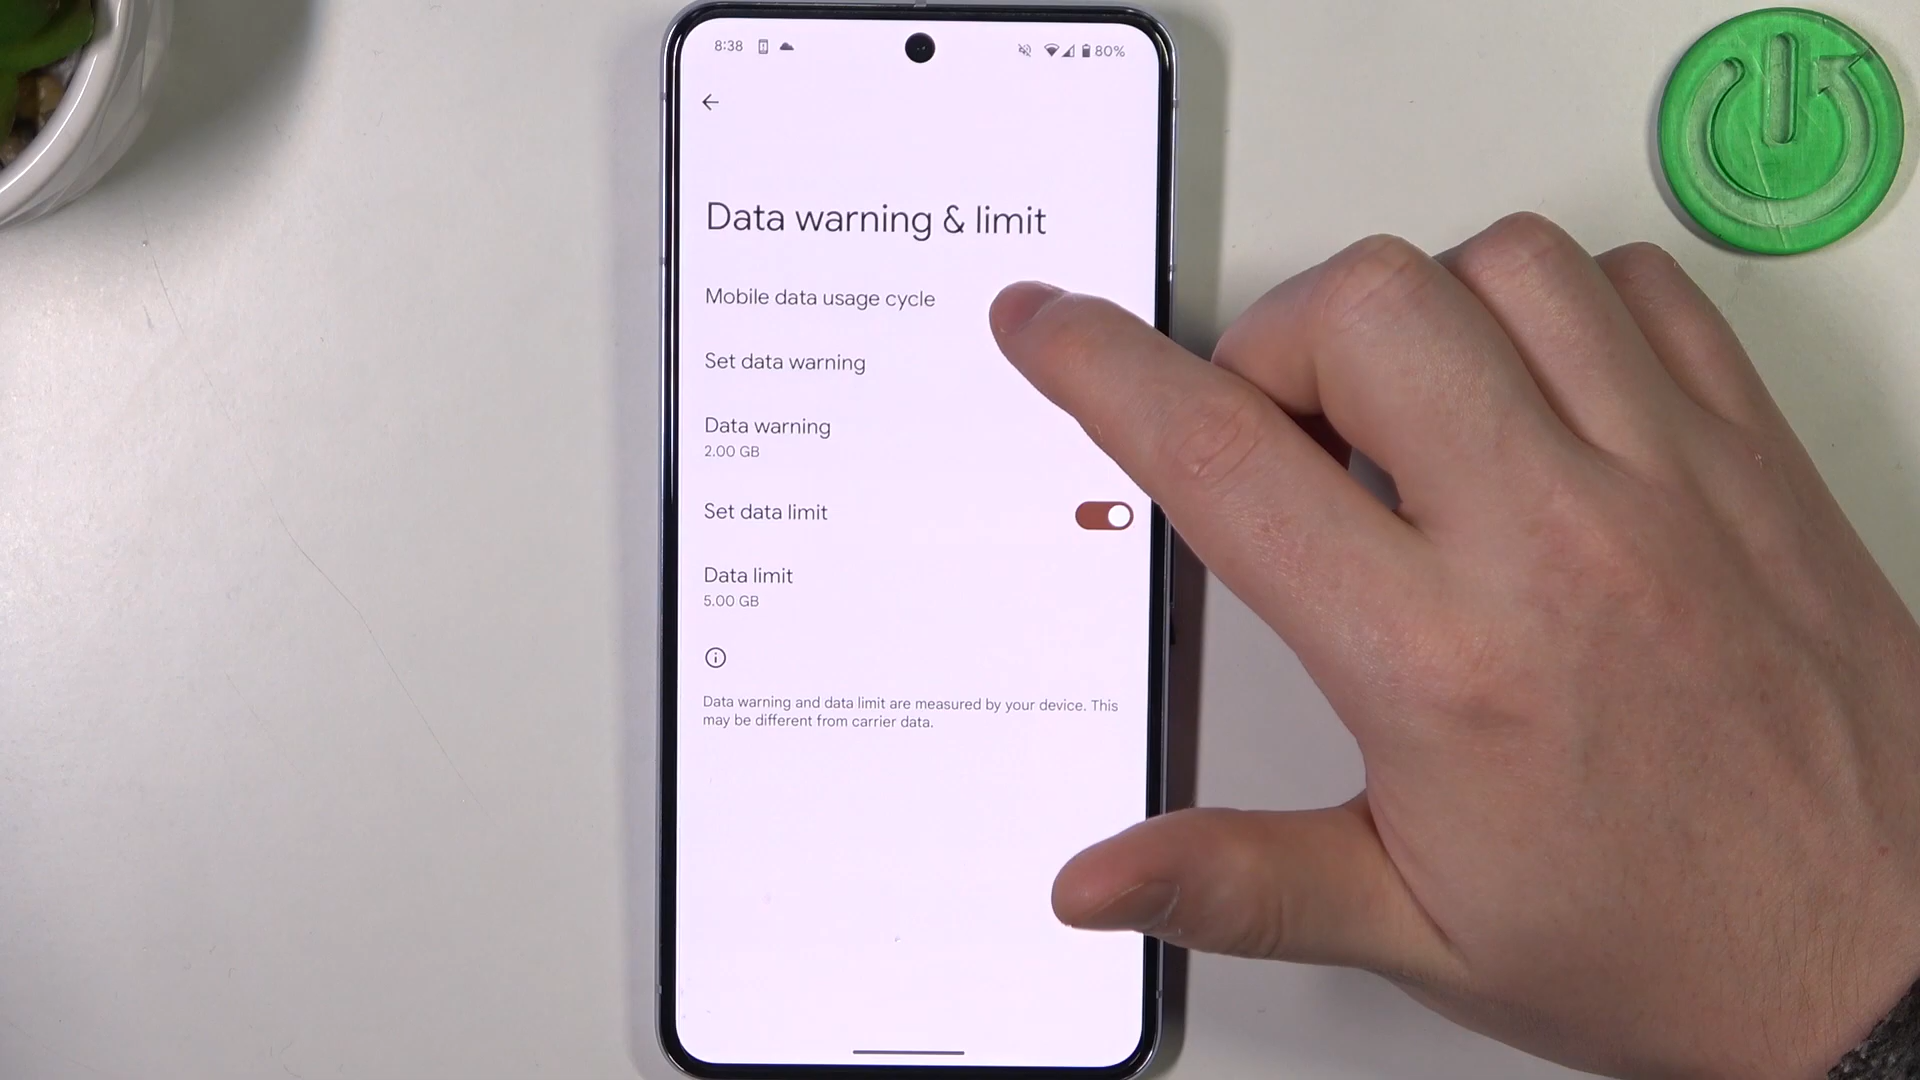 8:38
80%
Data warning & limit
Mobile data usage cycle
Set data warning
Data warning
2.00 GB
Set data limit
Data limit
5.00 GB
Data warning and data limit are measured by your device. This
may be different from carrier data.